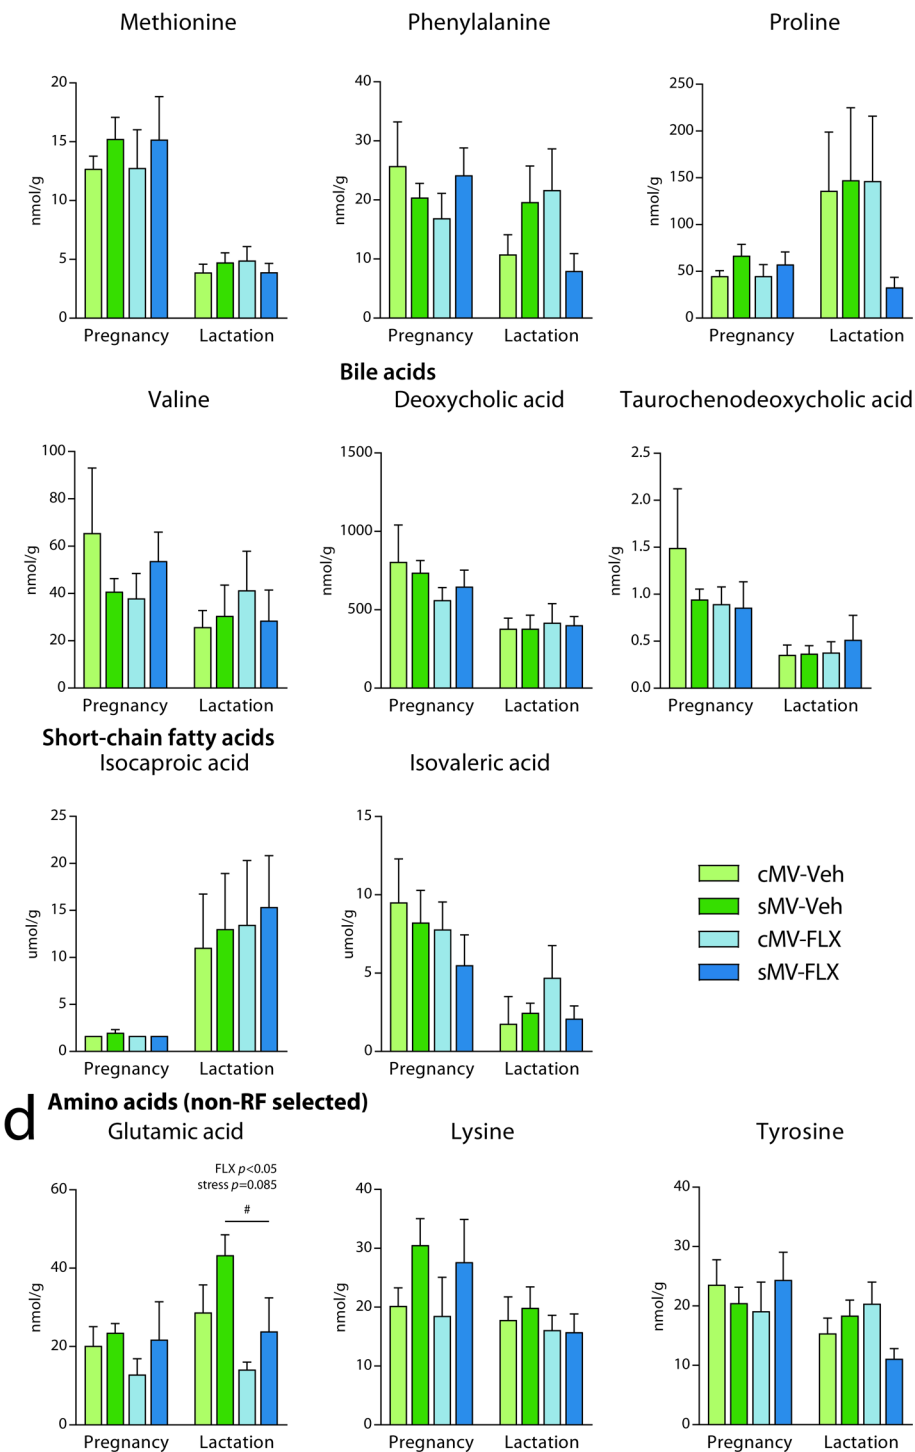 Methionine
Phenylalanine
Proline
20
15
10
5
0
nmol/g
Pregnancy
Lactation
40
30
20
10
0
nmol/g
Pregnancy
Lactation
250
200
150
100
50
0
nmol/g
Pregnancy
Lactation
Bile acids
Valine
Deoxycholic acid
Taurochenodeoxycholic acid
100
80
60
40
20
0
nmol/g
Pregnancy
Lactation
1500
1000
500
0
nmol/g
Pregnancy
Lactation
2.5
2.0
1.5
1.0
0.5
0.0
nmol/g
Pregnancy
Lactation
Short-chain fatty acids
Isocaproic acid
Isovaleric acid
25
20
15
10
5
0
umol/g
Pregnancy
Lactation
15
10
5
0
umol/g
Pregnancy
Lactation
cMV-Veh
sMV-Veh
cMV-FLX
sMV-FLX
d
Amino acids (non-RF selected)
Glutamic acid
Lysine
Tyrosine
FLX p<0.05
stress p=0.085
#
60
40
20
0
nmol/g
Pregnancy
Lactation
40
30
20
10
0
nmol/g
Pregnancy
Lactation
40
30
20
10
0
nmol/g
Pregnancy
Lactation